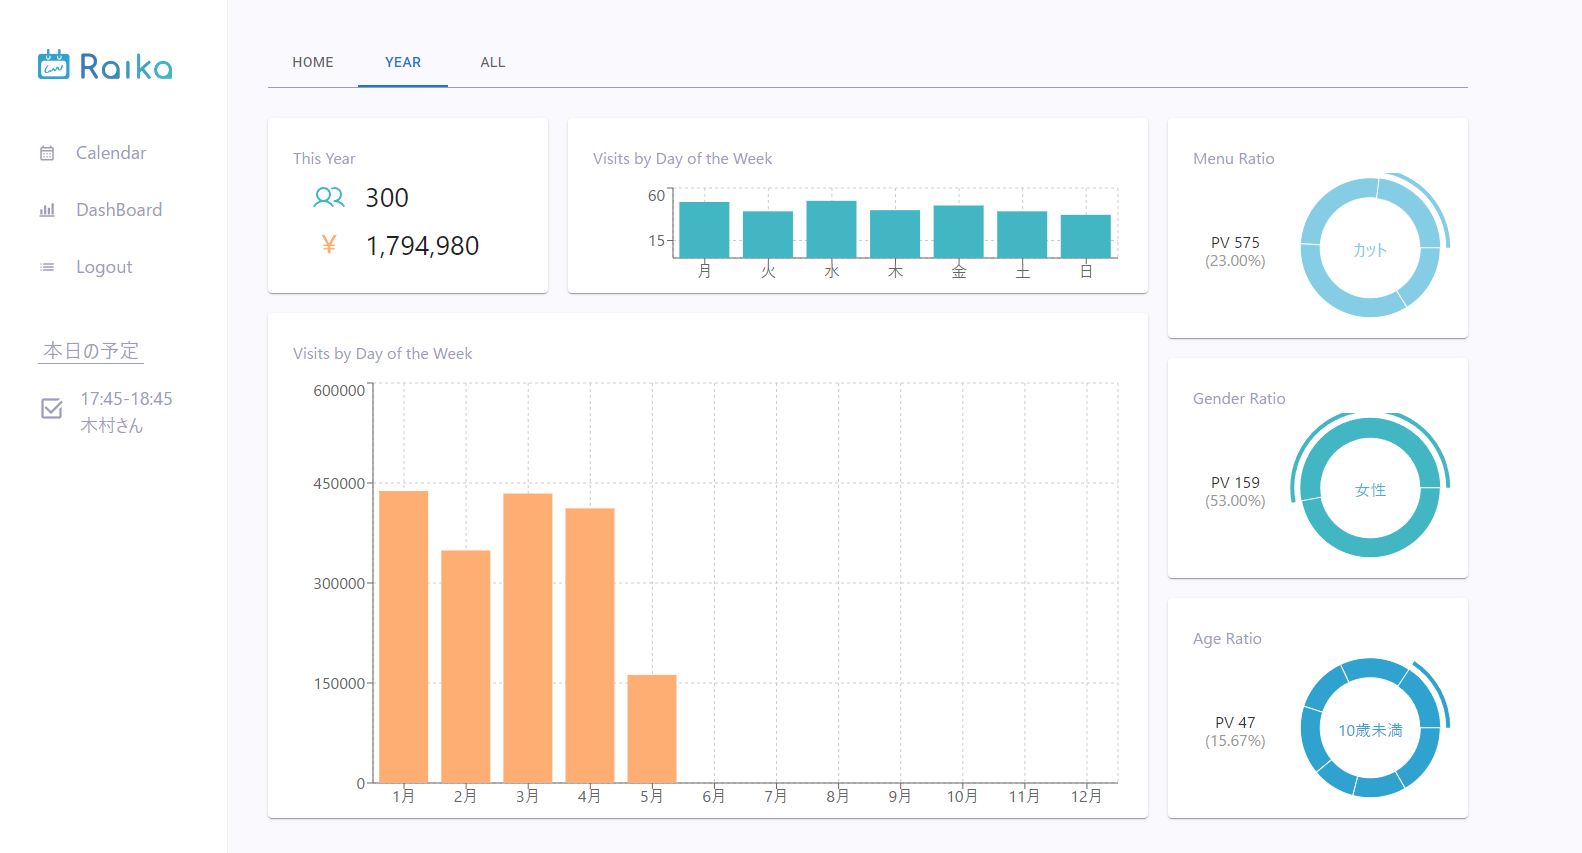 Raika
Calendar
DashBoard
Logout
本日の予定
17:45-18:45
木村さん
HOME YEAR ALL
This Year
300
¥ 1,794,980
Visits by Day of the Week
60
15
月 火 水 木 金 土 日
Visits by Day of the Week
600000
450000
300000
150000
0
1月 2月 3月 4月 5月 6月 7月 8月 9月 10月 11月 12月
Menu Ratio
PV 575
(23.00%)
カット
Gender Ratio
PV 159
(53.00%)
女性
Age Ratio
PV 47
(15.67%)
10歳未満